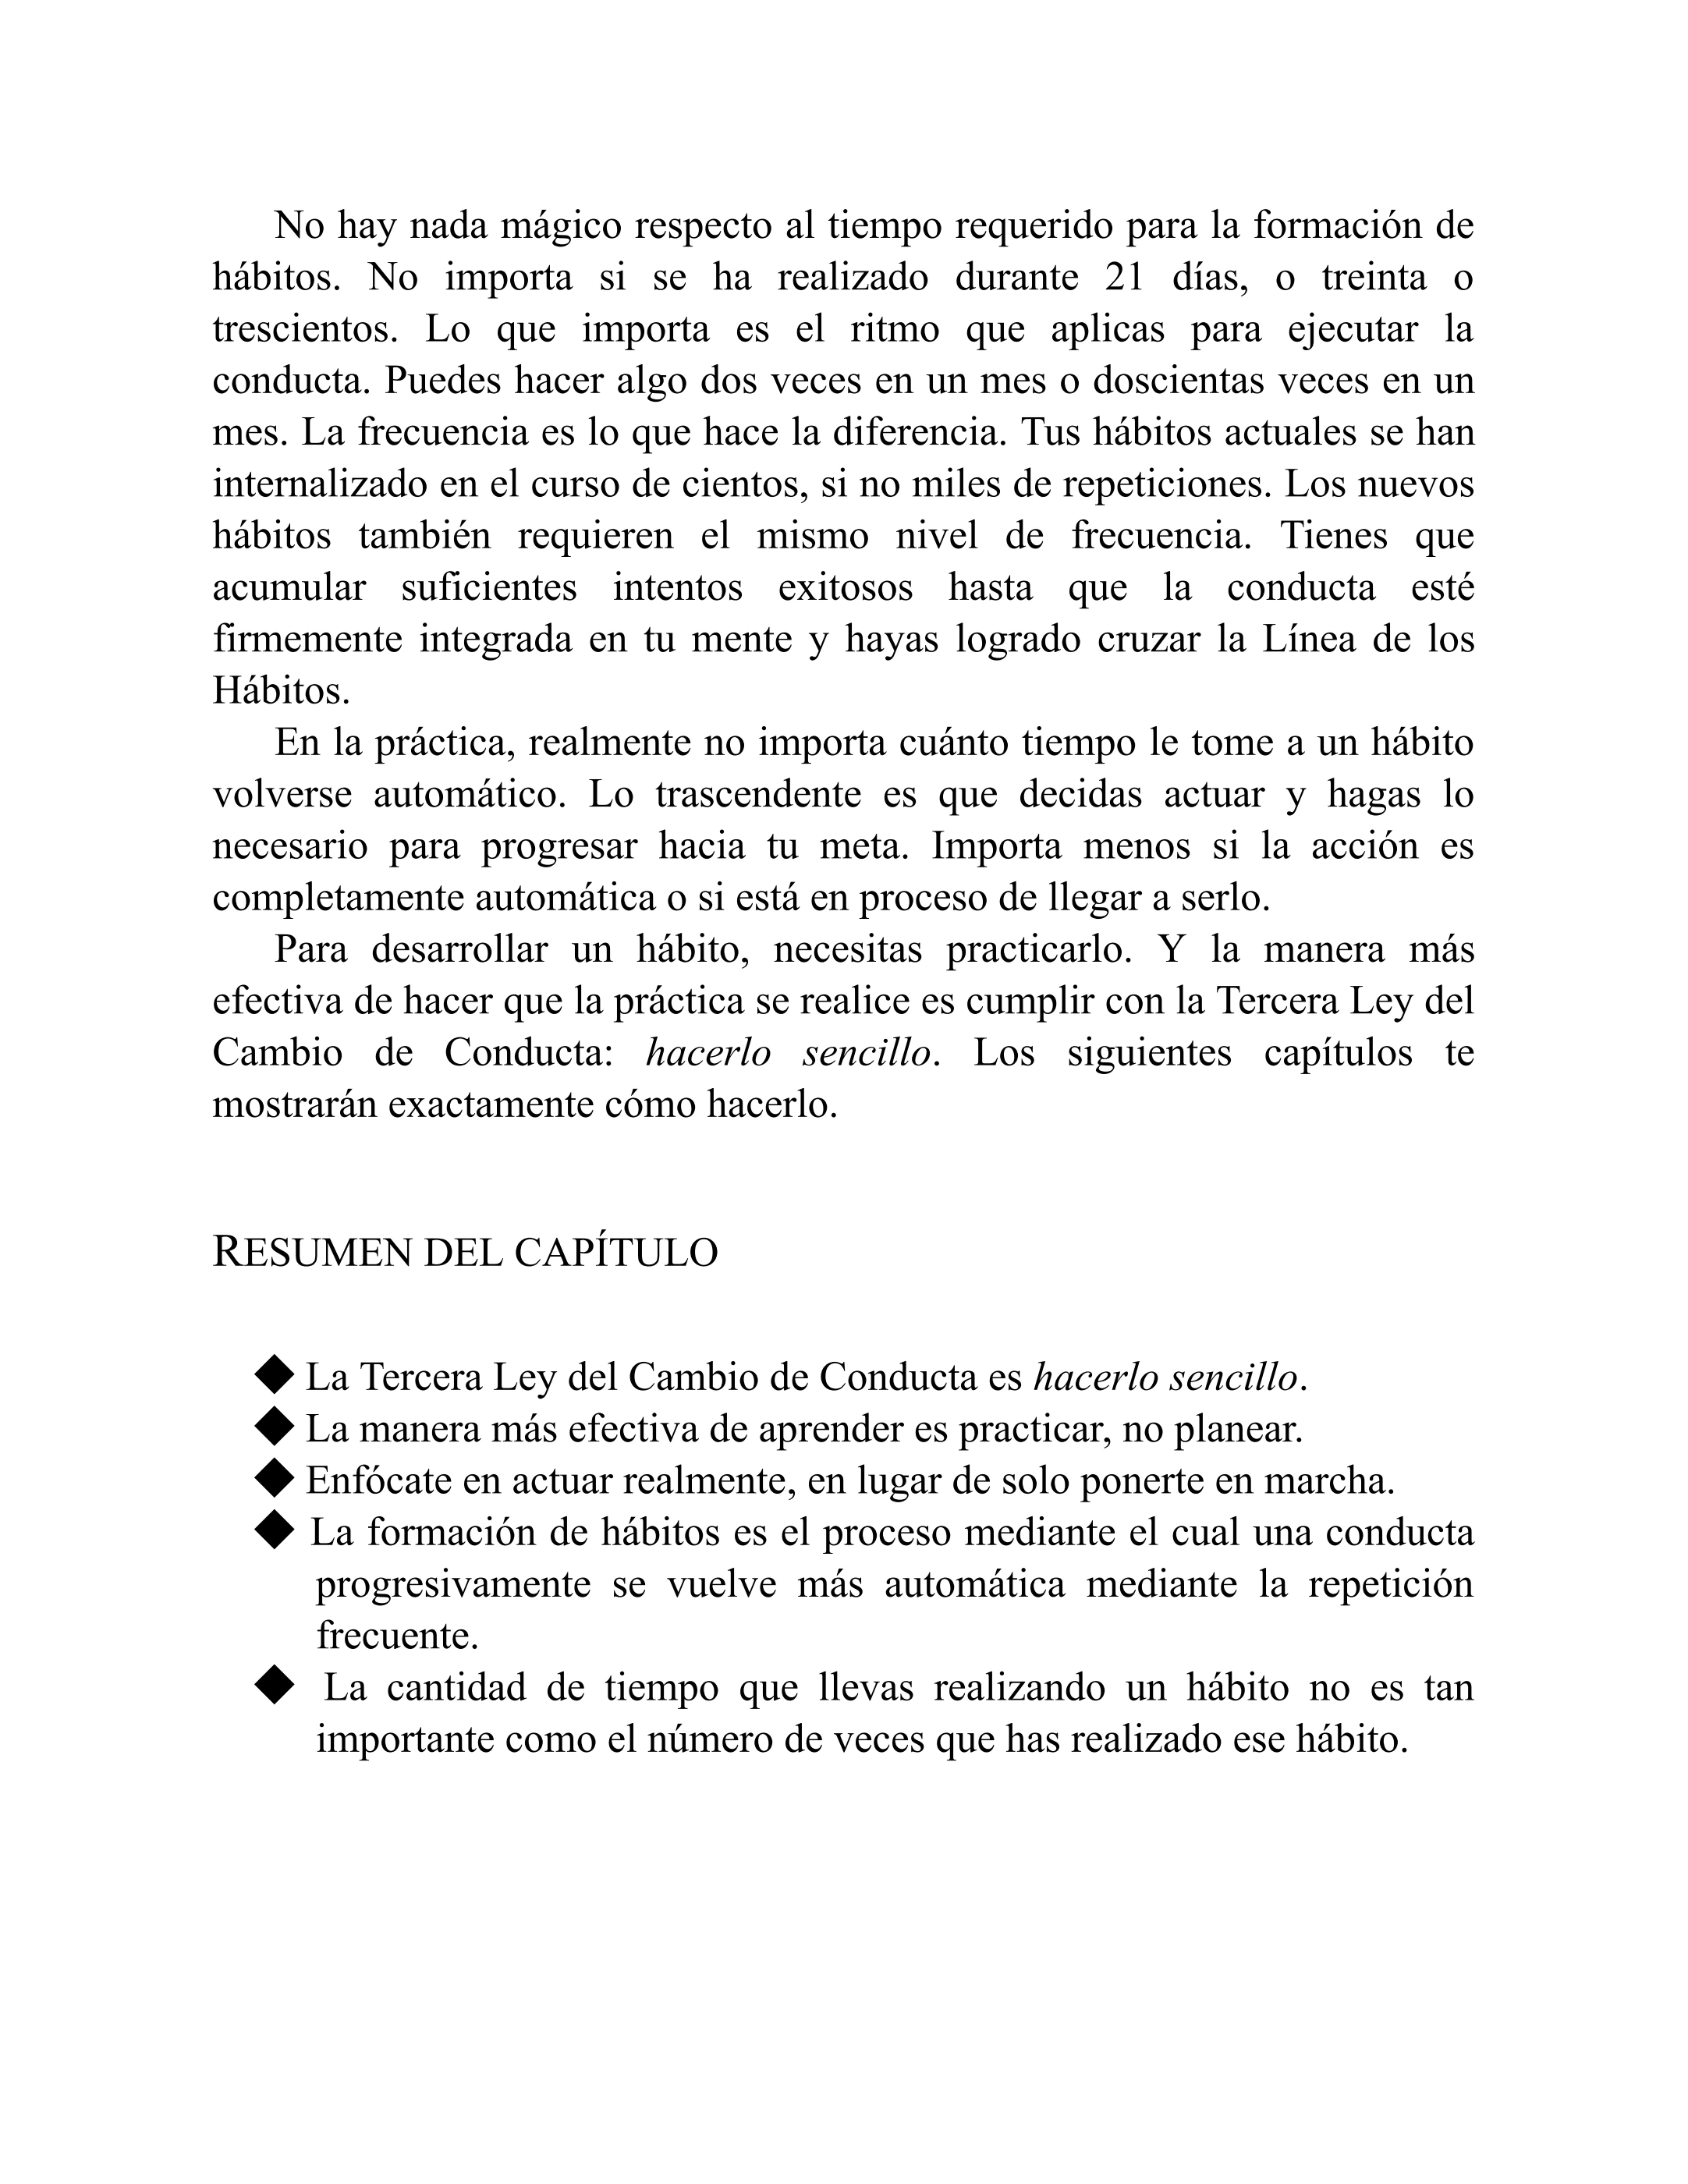 No hay nada mágico respecto al tiempo requerido para la formación de
hábitos. No importa si se ha realizado durante 21 días, o treinta o
trescientos. Lo que importa es el ritmo que aplicas para ejecutar la
conducta. Puedes hacer algo dos veces en un mes o doscientas veces en un
mes. La frecuencia es lo que hace la diferencia. Tus hábitos actuales se han
internalizado en el curso de cientos, si no miles de repeticiones. Los nuevos
hábitos también requieren el mismo nivel de frecuencia. Tienes que
acumular suficientes intentos exitosos hasta que la conducta esté
firmemente integrada en tu mente y hayas logrado cruzar la Línea de los
Hábitos.
En la práctica, realmente no importa cuánto tiempo le tome a un hábito
volverse automático. Lo trascendente es que decidas actuar y hagas lo
necesario para progresar hacia tu meta. Importa menos si la acción es
completamente automática o si está en proceso de llegar a serlo.
Para desarrollar un hábito, necesitas practicarlo. Y la manera más
efectiva de hacer que la práctica se realice es cumplir con la Tercera Ley del
Cambio de Conducta: hacerlo sencillo. Los siguientes capítulos te
mostrarán exactamente cómo hacerlo.
RESUMEN DEL CAPÍTULO
◆ La Tercera Ley del Cambio de Conducta es hacerlo sencillo.
◆ La manera más efectiva de aprender es practicar, no planear.
◆ Enfócate en actuar realmente, en lugar de solo ponerte en marcha.
◆ La formación de hábitos es el proceso mediante el cual una conducta
progresivamente se vuelve más automática mediante la repetición
frecuente.
◆ La cantidad de tiempo que llevas realizando un hábito no es tan
importante como el número de veces que has realizado ese hábito.